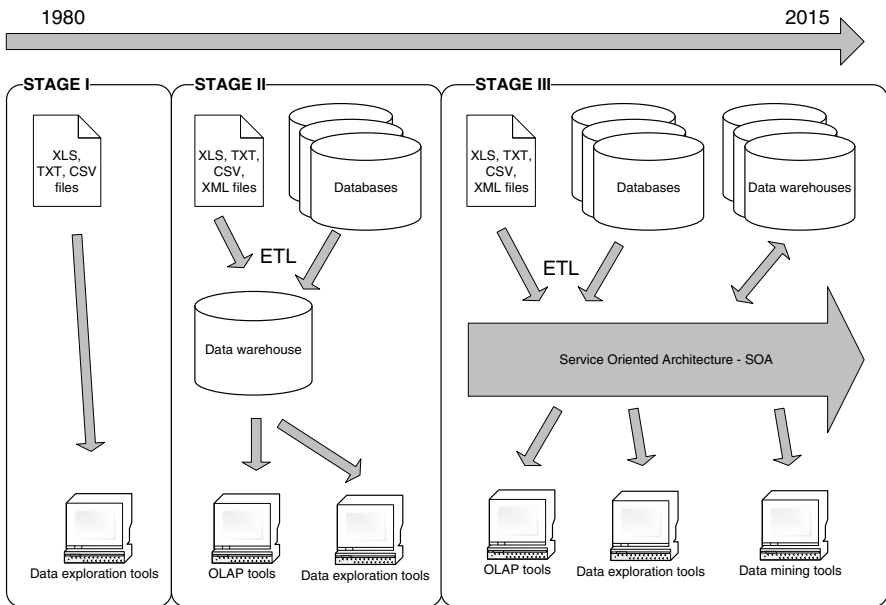 1980
2015
STAGE I
XLS,
TXT, CSV
files
Data exploration tools
STAGE II
XLS, TXT,
CSV,
XML files
Databases
ETL
Data warehouse
OLAP tools
Data exploration tools
STAGE III
XLS, TXT,
CSV,
XML files
Databases
Data warehouses
ETL
Service Oriented Architecture - SOA
OLAP tools
Data exploration tools
Data mining tools